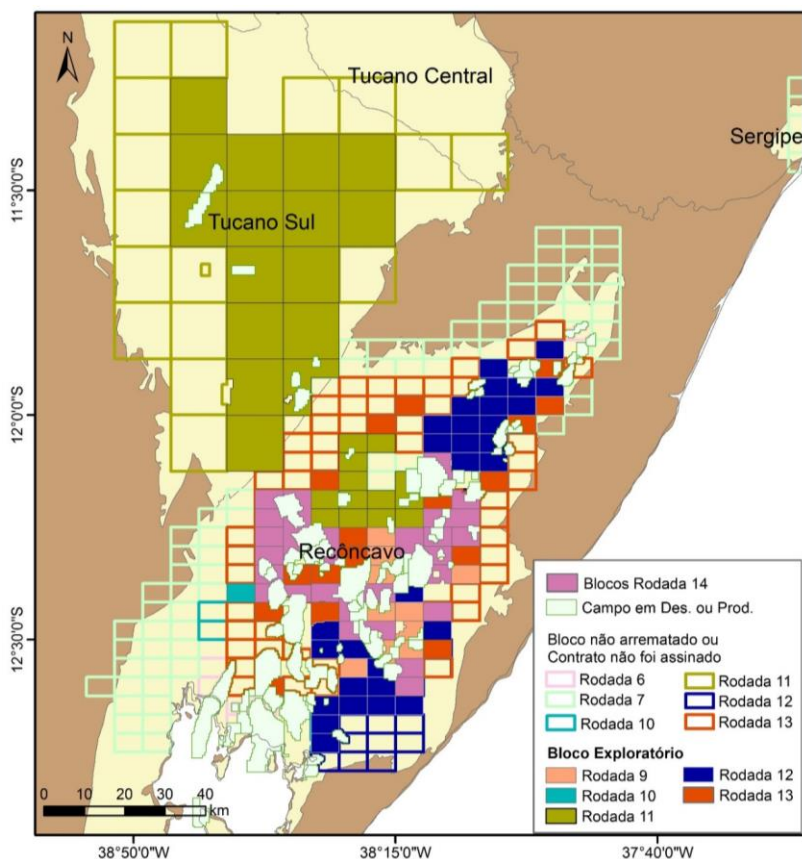 N
Tucano Central
Sergipe
11°30'0"S
Tucano Sul
12°0'0"S
Recôncavo
12°30'0"S
Blocos Rodada 14
Campo em Des. ou Prod.
Bloco não arrematado ou
Contrato não foi assinado
Rodada 6 Rodada 11
Rodada 7 Rodada 12
Rodada 10 Rodada 13
Bloco Exploratório
Rodada 9 Rodada 12
Rodada 10 Rodada 13
Rodada 11
0 10 20 30 40
km
38°50'0"W 38°15'0"W 37°40'0"W